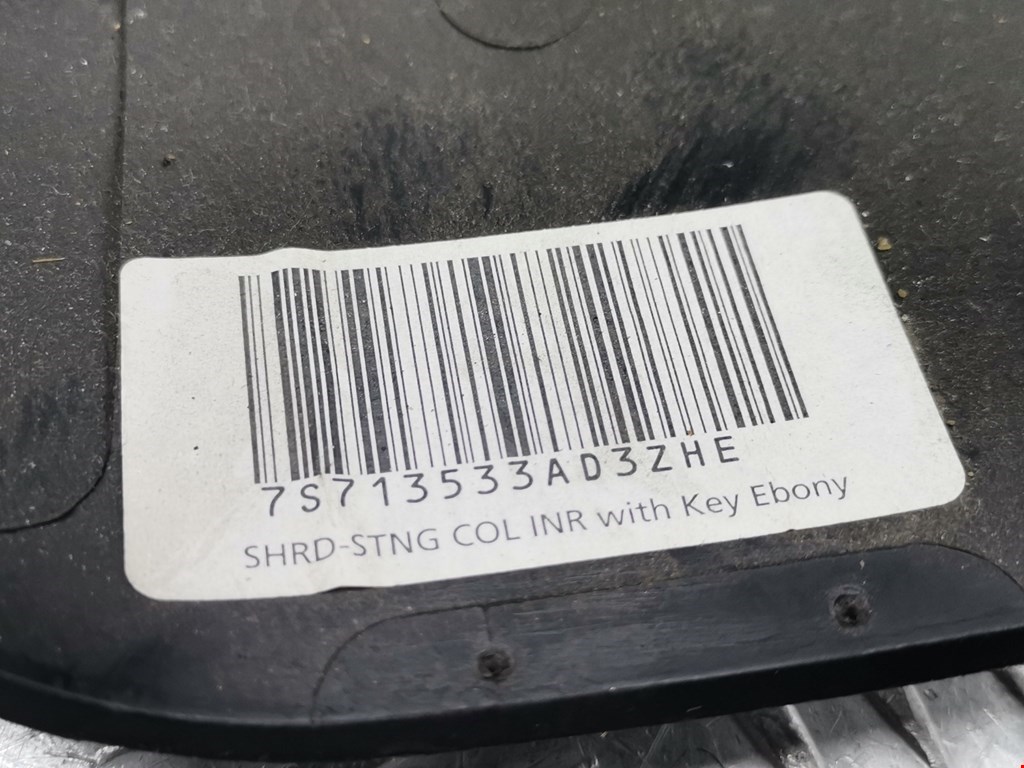 7S713533AD3ZHE
SHRD-STNG COL INR with Key Ebony